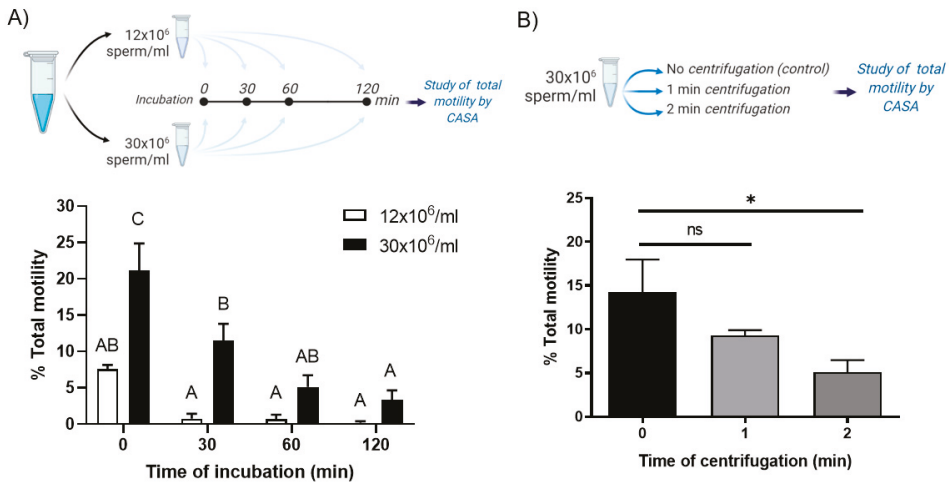 A)
12x10⁶
sperm/ml
Incubation
0 30 60 120
min
Study of total
motility by
CASA
30x10⁶
sperm/ml
% Total motility
30
25
20
15
10
5
0
12x10⁶/ml
30x10⁶/ml
AB
C
A
B
A
AB
A
A
0 30 60 120
Time of incubation (min)
B)
30x10⁶
sperm/ml
No centrifugation (control)
1 min centrifugation
2 min centrifugation
Study of total
motility by
CASA
% Total motility
25
20
15
10
5
0
*
ns
0 1 2
Time of centrifugation (min)